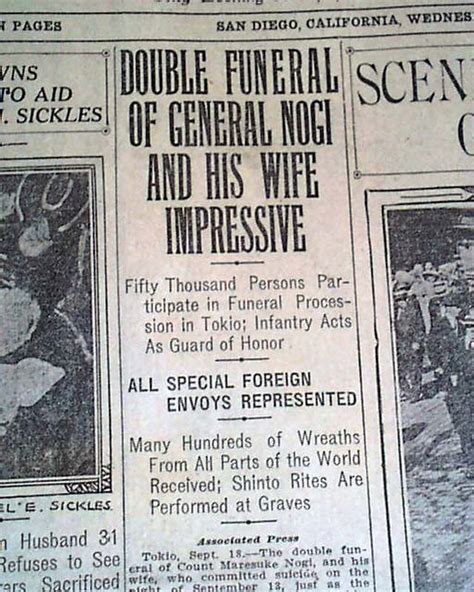 N PAGES
SAN DIEGO, CALIFORNIA, WEDNES
WNS
TO AID
SICKLES
DOUBLE FUNERAL
OF GENERAL NOGI
AND HIS WIFE
IMPRESSIVE
Fifty Thousand Persons Par-
ticipate in Funeral Proces-
sion in Tokio; Infantry Acts
As Guard of Honor
ALL SPECIAL FOREIGN
ENVOYS REPRESENTED
Many Hundreds of Wreaths
From All Parts of the World
Received; Shinto Rites Are
Performed at Graves
Associated Press
Tokio, Sept. 18.—The double fun-
eral of Count Maresuke Nogi, and his
wife, who committed suicide on the
night of September 13, just as the
SCEN
EL E. SICKLES.
n Husband 31
Refuses to See
ars Sacrificed